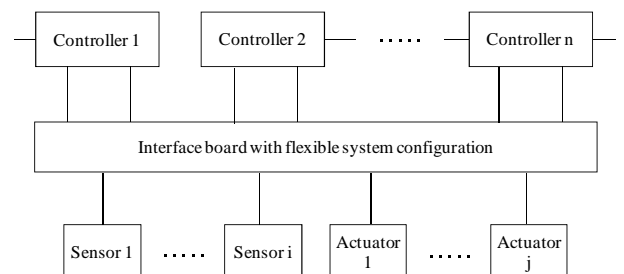 Controller 1
Controller 2
.....
Controller n
Interface board with flexible system configuration
Sensor 1
.....
Sensor i
Actuator
1
.....
Actuator
j